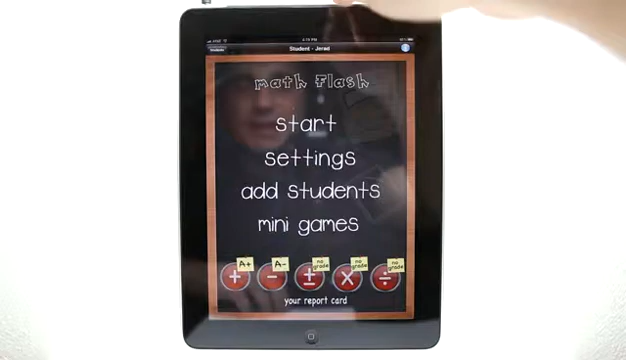 Student - Jerad
math flash
start
settings
add students
mini games
A+
A-
no grade
no grade
no grade
+
-
±
x
÷
your report card